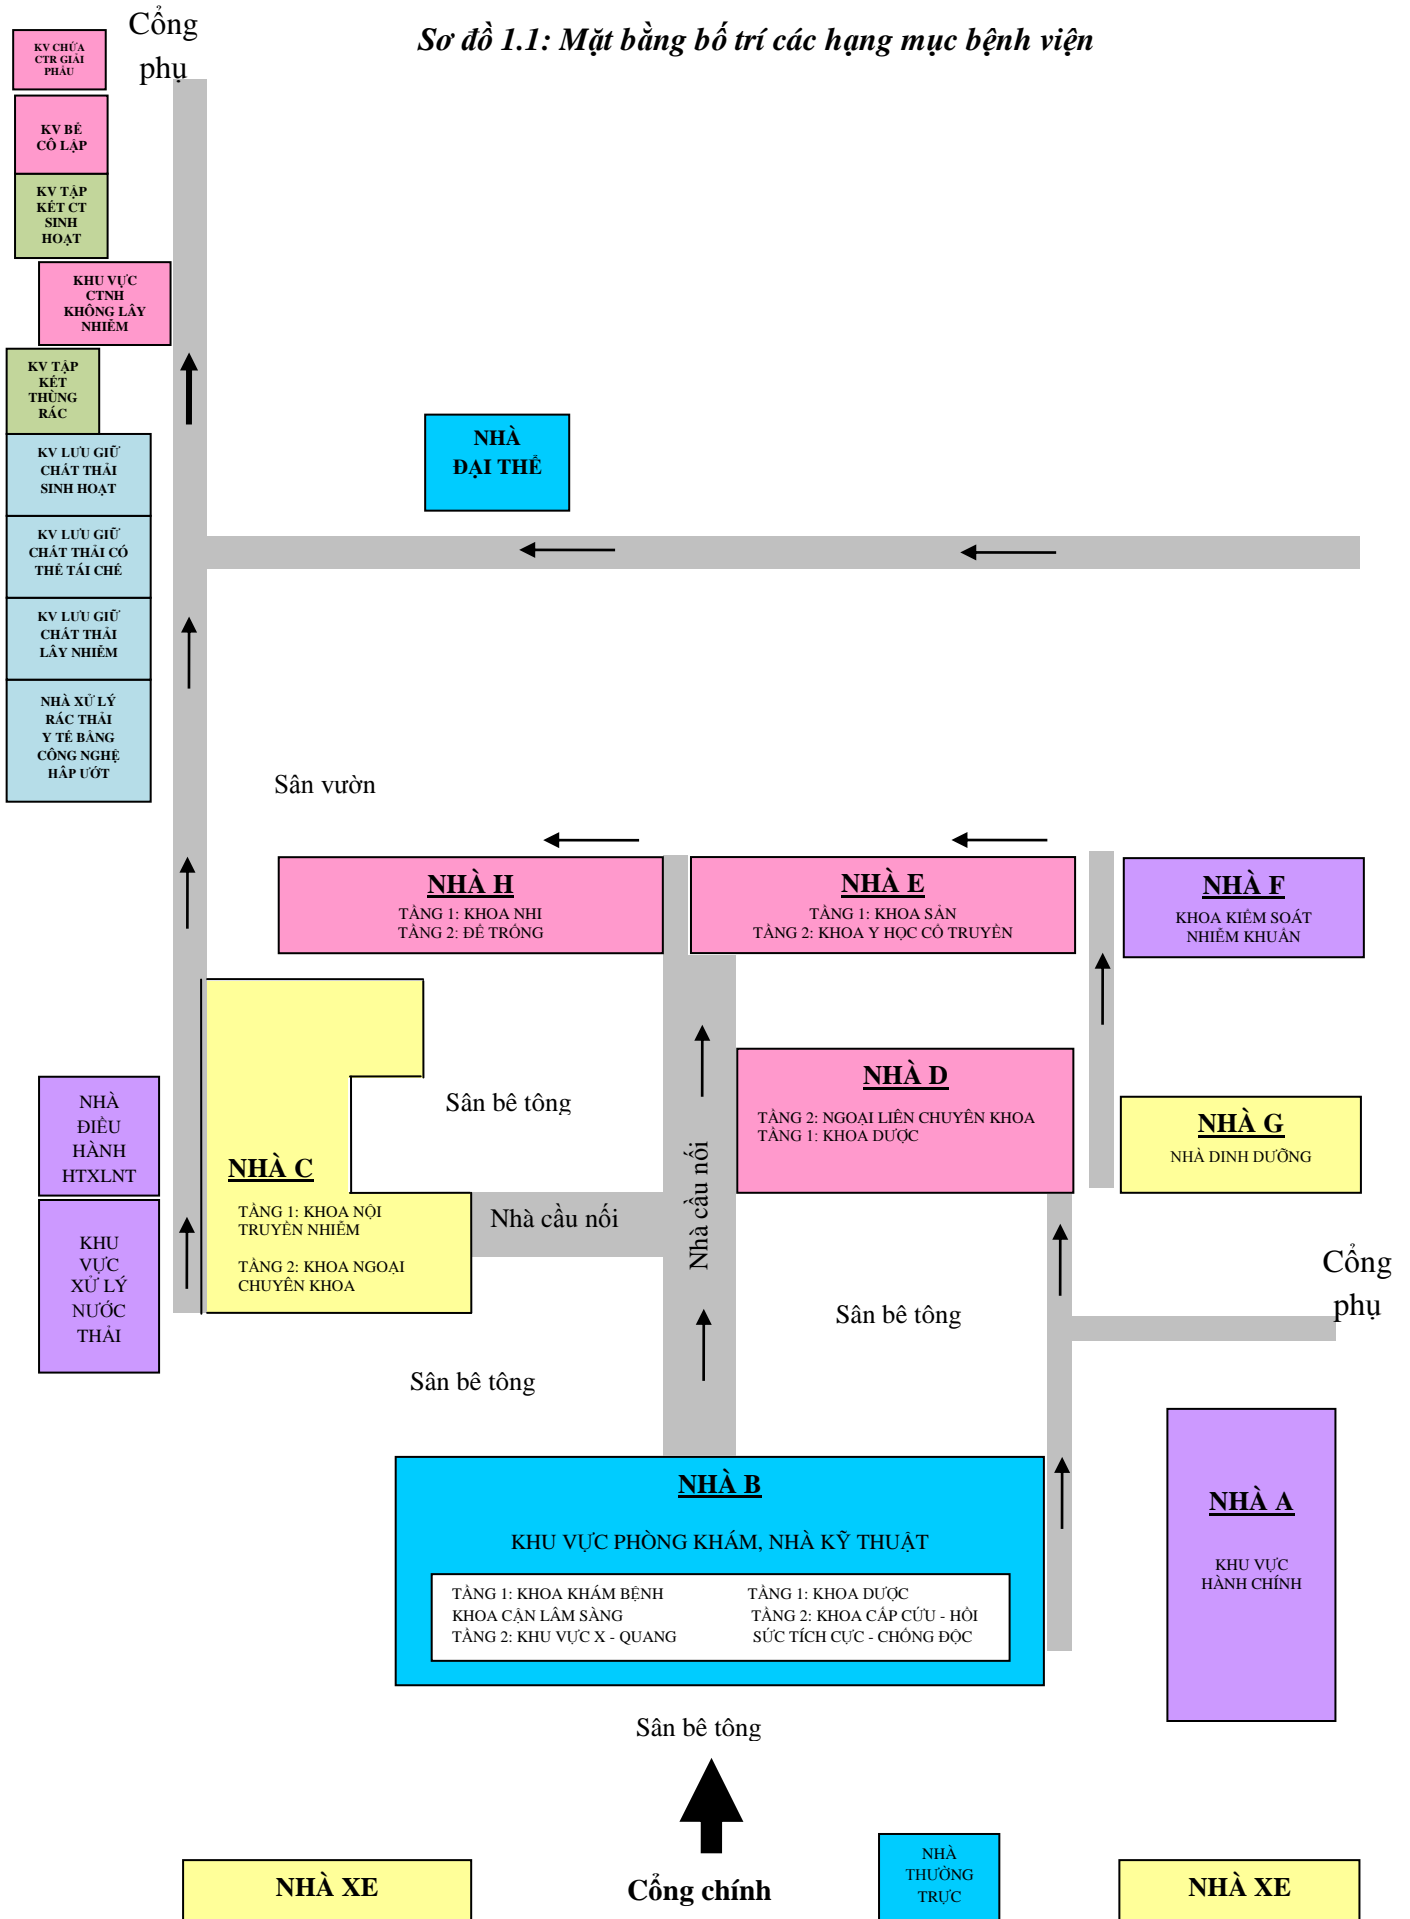 Cổng
phụ
Sơ đồ 1.1: Mặt bằng bố trí các hạng mục bệnh viện
KV CHỨA
CTR GIẢI
PHẪU
KV BỂ
CÔ LẬP
KV TẬP
KẾT CT
SINH
HOẠT
KHU VỰC
CTNH
KHÔNG LÂY
NHIỄM
KV TẬP
KẾT
THÙNG
RÁC
KV LƯU GIỮ
CHẤT THẢI
SINH HOẠT
KV LƯU GIỮ
CHẤT THẢI CÓ
THỂ TÁI CHẾ
KV LƯU GIỮ
CHẤT THẢI
LÂY NHIỄM
NHÀ XỬ LÝ
RÁC THẢI
Y TẾ BẰNG
CÔNG NGHỆ
HẤP ƯỚT
NHÀ
ĐẠI THỂ
Sân vườn
NHÀ H
TẦNG 1: KHOA NHI
TẦNG 2: ĐỂ TRỐNG
NHÀ E
TẦNG 1: KHOA SẢN
TẦNG 2: KHOA Y HỌC CỔ TRUYỀN
NHÀ F
KHOA KIỂM SOÁT
NHIỄM KHUẨN
Sân bê tông
NHÀ D
TẦNG 2: NGOẠI LIÊN CHUYÊN KHOA
TẦNG 1: KHOA DƯỢC
NHÀ G
NHÀ DINH DƯỠNG
NHÀ
ĐIỀU
HÀNH
HTXLNT
NHÀ C
TẦNG 1: KHOA NỘI
TRUYỀN NHIỄM
TẦNG 2: KHOA NGOẠI
CHUYÊN KHOA
Nhà cầu nối
Nhà cầu nối
KHU
VỰC
XỬ LÝ
NƯỚC
THẢI
Sân bê tông
Cổng
phụ
Sân bê tông
NHÀ B
KHU VỰC PHÒNG KHÁM, NHÀ KỸ THUẬT
TẦNG 1: KHOA KHÁM BỆNH
KHOA CẬN LÂM SÀNG
TẦNG 2: KHU VỰC X - QUANG
TẦNG 1: KHOA DƯỢC
TẦNG 2: KHOA CẤP CỨU - HỒI
SỨC TÍCH CỰC - CHỐNG ĐỘC
NHÀ A
KHU VỰC
HÀNH CHÍNH
Sân bê tông
NHÀ XE
Cổng chính
NHÀ
THƯỜNG
TRỰC
NHÀ XE